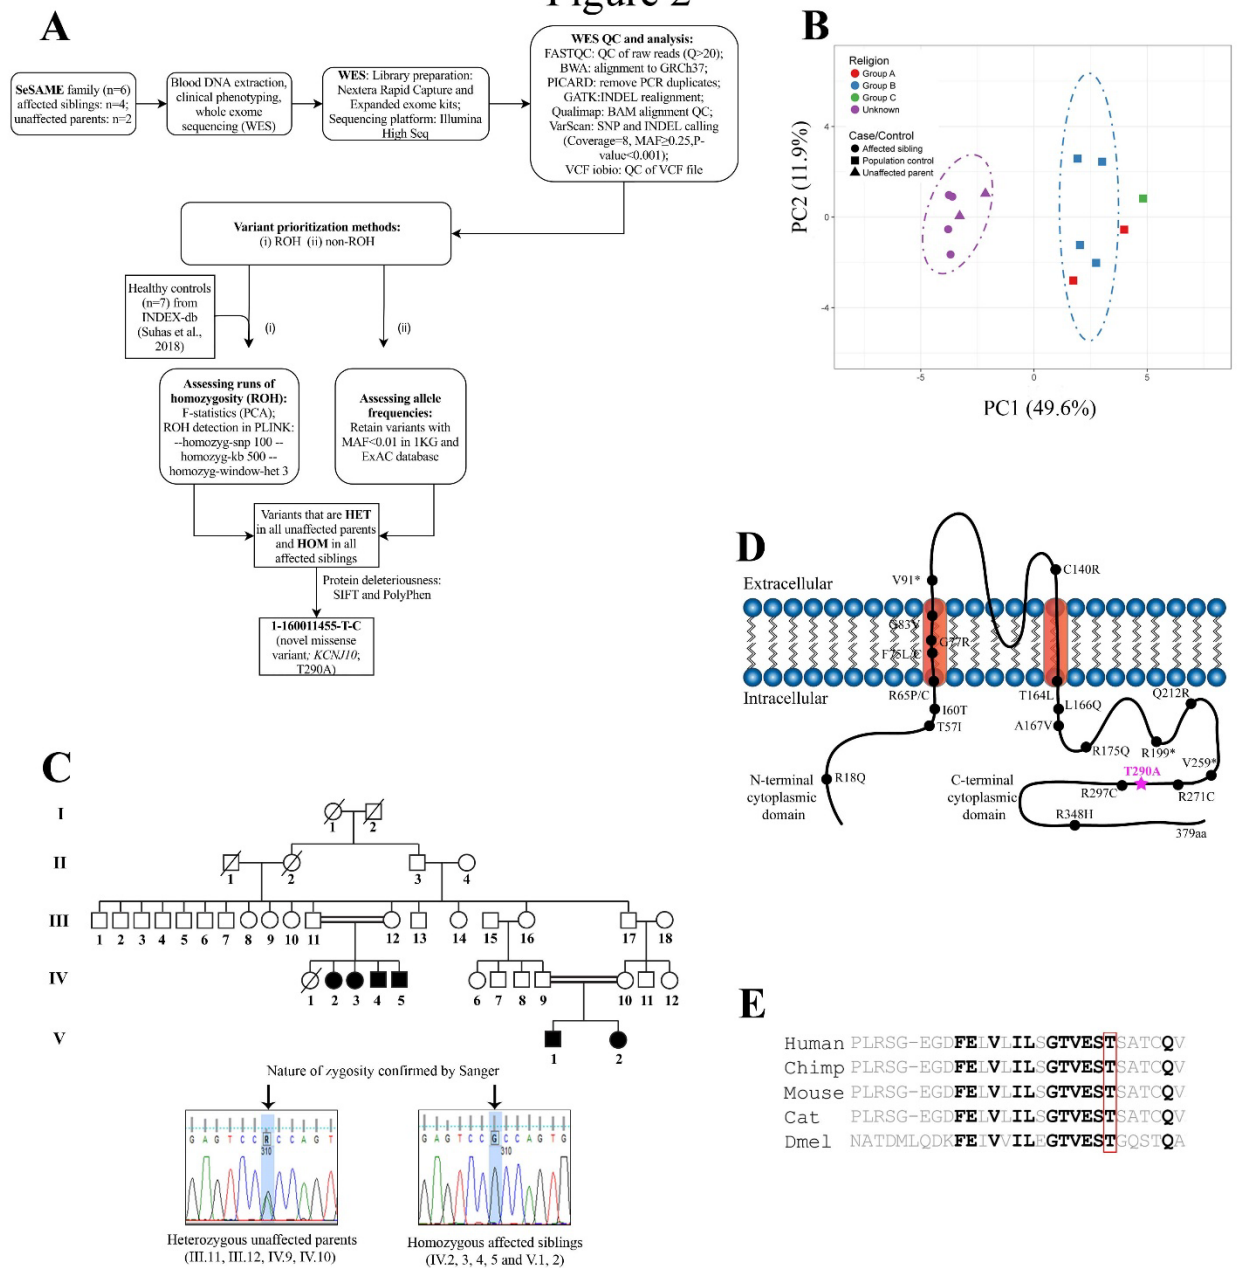 Figure 2
A
SeSAME family (n=6)
affected siblings: n=4;
unaffected parents: n=2
Blood DNA extraction,
clinical phenotyping,
whole exome
sequencing (WES)
WES: Library preparation:
Nextera Rapid Capture and
Expanded exome kits;
Sequencing platform: Illumina
High Seq
WES QC and analysis:
FASTQC: QC of raw reads (Q>20);
BWA: alignment to GRCh37;
PICARD: remove PCR duplicates;
GATK:INDEL realignment;
Qualimap: BAM alignment QC;
VarScan: SNP and INDEL calling
(Coverage=8, MAF≥0.25,P-
value<0.001);
VCF iobio: QC of VCF file
Variant prioritization methods:
(i) ROH (ii) non-ROH
Healthy controls
(n=7) from
INDEX-db
(Suhas et al.,
2018)
(i)
(ii)
Assessing runs of
homozygosity (ROH):
F-statistics (PCA);
ROH detection in PLINK:
--homozyg-snp 100 --
homozyg-kb 500 --
homozyg-window-het 3
Assessing allele
frequencies:
Retain variants with
MAF<0.01 in 1KG and
ExAC database
Variants that are HET
in all unaffected parents
and HOM in all
affected siblings
Protein deleteriousness:
SIFT and PolyPhen
1-160011455-T-C
(novel missense
variant; KCNJ10;
T290A)
B
Religion
Group A
Group B
Group C
Unknown
Case/Control
Affected sibling
Population control
Unaffected parent
PC2 (11.9%)
4
0
-4
-5
0
5
PC1 (49.6%)
D
Extracellular
Intracellular
V91*
C140R
G83V
G77R
F75L/C
R65P/C
T164L
Q212R
I60T
L166Q
T57I
A167V
R175Q
R199*
V259*
R18Q
T290A
R297C
R271C
N-terminal
cytoplasmic
domain
C-terminal
cytoplasmic
domain
R348H
379aa
C
I
1 2
II
1 2 3 4
III
1 2 3 4 5 6 7 8 9 10 11 12 13 14 15 16 17 18
IV
1 2 3 4 5 6 7 8 9 10 11 12
V
1 2
Nature of zygosity confirmed by Sanger
G A G T C C R C C A G T
310
G A G T C C G C C A G T G
310
Heterozygous unaffected parents
(III.11, III.12, IV.9, IV.10)
Homozygous affected siblings
(IV.2, 3, 4, 5 and V.1, 2)
E
Human PLRSG-EGDFELVLILSGTVESTSATCQV
Chimp PLRSG-EGDFELVLILSGTVESTSATCQV
Mouse PLRSG-EGDFELVLILSGTVESTSATCQV
Cat PLRSG-EGDFELVLILSGTVESTSATCQV
Dmel NATDMLQDKFEIVVILEGTVESTGQSTQA